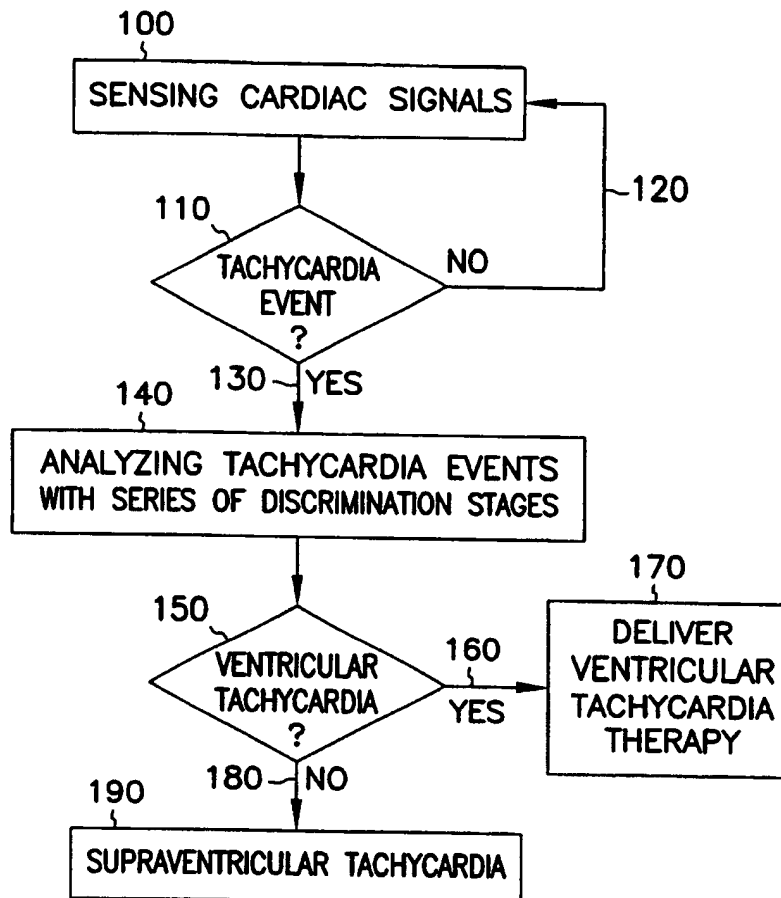 100
SENSING CARDIAC SIGNALS
120
110
TACHYCARDIA
EVENT
?
NO
130
YES
140
ANALYZING TACHYCARDIA EVENTS
WITH SERIES OF DISCRIMINATION STAGES
150
VENTRICULAR
TACHYCARDIA
?
160
YES
170
DELIVER
VENTRICULAR
TACHYCARDIA
THERAPY
180
NO
190
SUPRAVENTRICULAR TACHYCARDIA